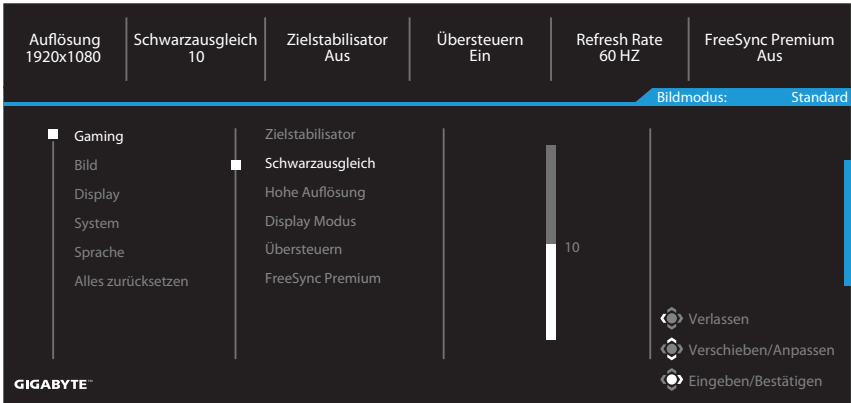 Auflösung
1920x1080
Schwarzausgleich
10
Zielstabilisator
Aus
Übersteuern
Ein
Refresh Rate
60 HZ
FreeSync Premium
Aus
Bildmodus: Standard
Gaming
Bild
Display
System
Sprache
Alles zurücksetzen
Zielstabilisator
Schwarzausgleich
Hohe Auflösung
Display Modus
Übersteuern
FreeSync Premium
10
Verlassen
Verschieben/Anpassen
Eingeben/Bestätigen
GIGABYTE™